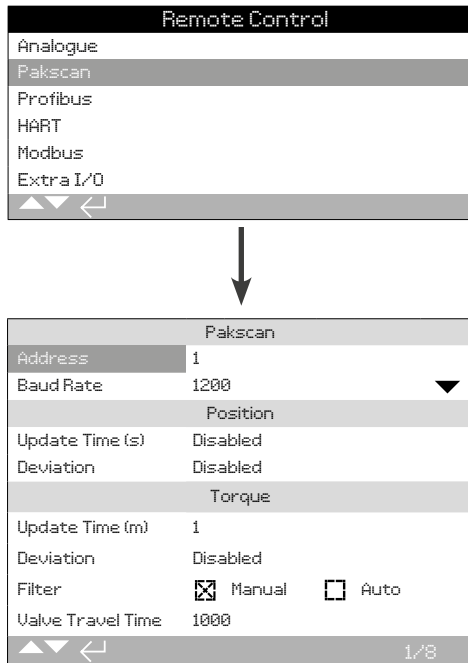 Remote Control
Analogue
Pakscan
Profibus
HART
Modbus
Extra I/O
Pakscan
Address 1
Baud Rate 1200
Position
Update Time (s) Disabled
Deviation Disabled
Torque
Update Time (m) 1
Deviation Disabled
Filter Manual Auto
Valve Travel Time 1000
1/8